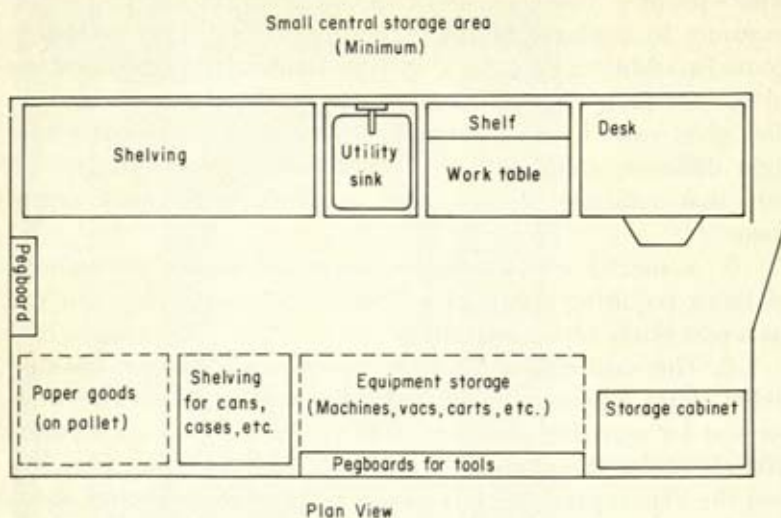 Small central storage area
(Minimum)
Shelving
Utility
sink
Shelf
Work table
Desk
Pegboard
Paper goods
(on pallet)
Shelving
for cans,
cases, etc.
Equipment storage
(Machines, vacs, carts, etc.)
Pegboards for tools
Storage cabinet
Plan View